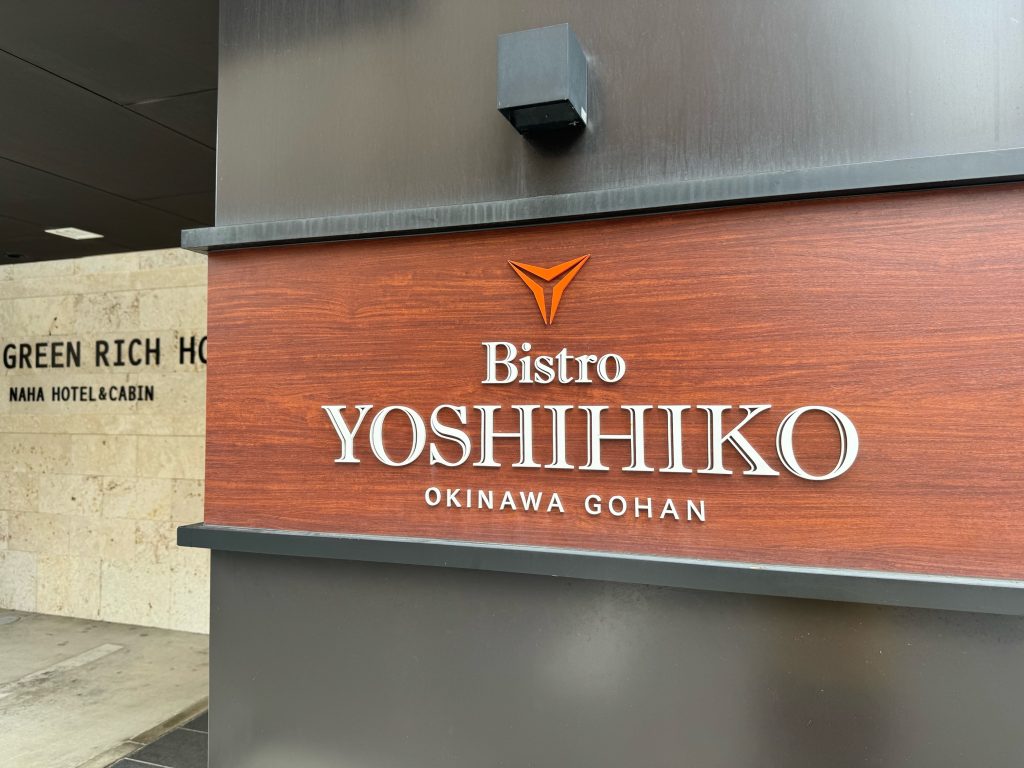 GREEN RICH HO
NAHA HOTEL&CABIN
Bistro
YOSHIHIKO
OKINAWA GOHAN